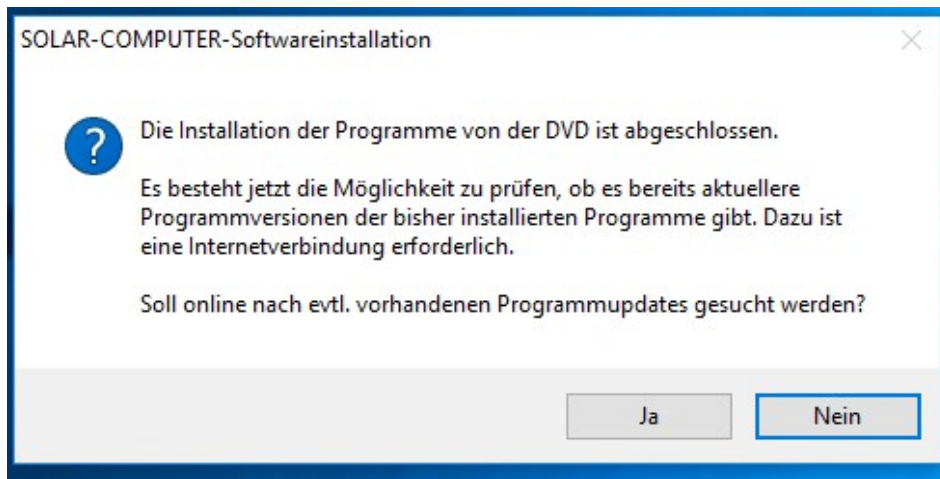 SOLAR-COMPUTER-Softwareinstallation
Die Installation der Programme von der DVD ist abgeschlossen.
Es besteht jetzt die Möglichkeit zu prüfen, ob es bereits aktuellere
Programmversionen der bisher installierten Programme gibt. Dazu ist
eine Internetverbindung erforderlich.
Soll online nach evtl. vorhandenen Programmupdates gesucht werden?
Ja
Nein